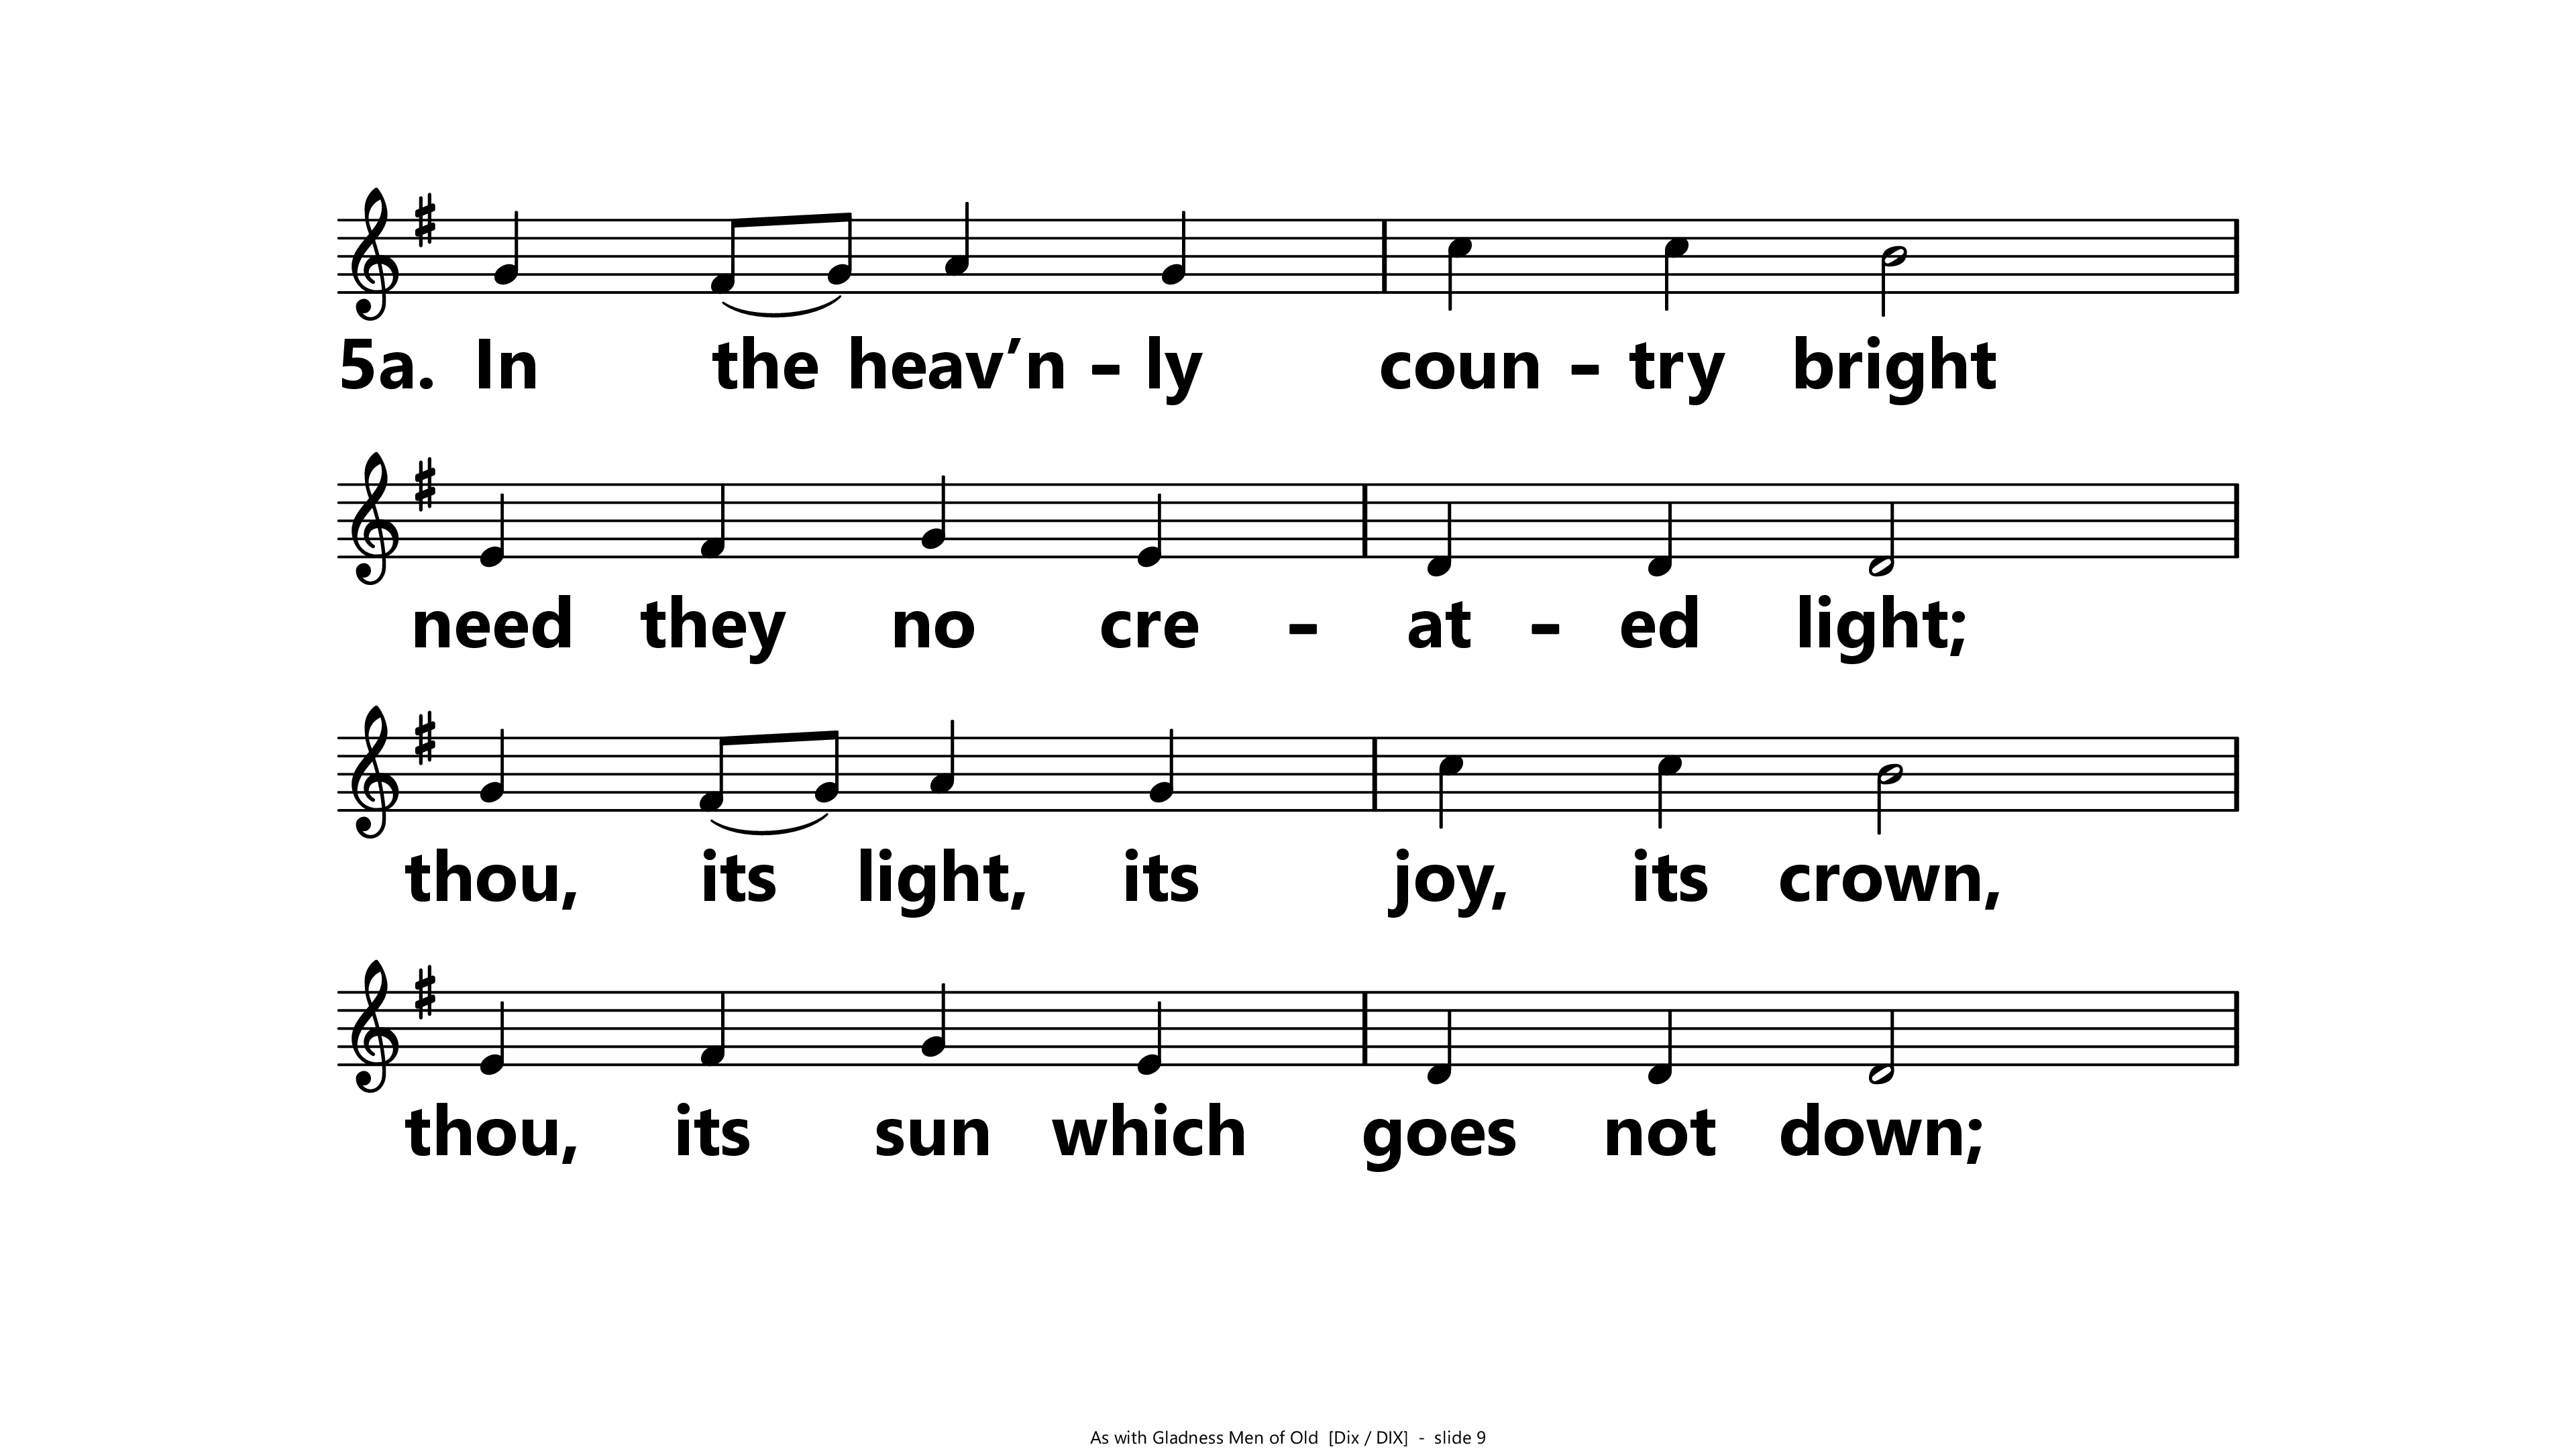 5a. In the heav’n - ly coun - try bright
need they no cre - at - ed light;
thou, its light, its joy, its crown,
thou, its sun which goes not down;
As with Gladness Men of Old [Dix / DIX] - slide 9